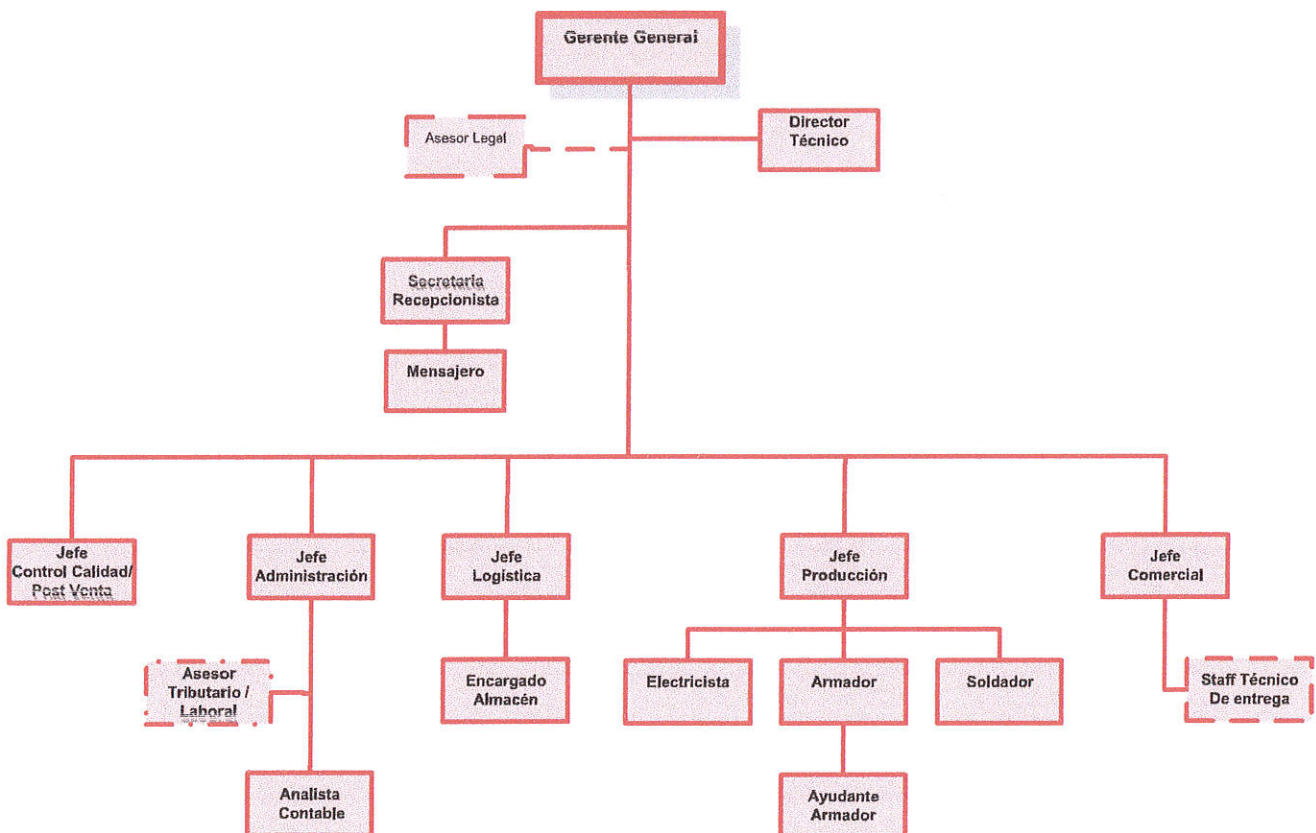 Gerente General
Asesor Legal
Director
Técnico
Secretaria
Recepcionista
Mensajero
Jefe
Control Calidad/
Post Venta
Jefe
Administración
Jefe
Logística
Jefe
Producción
Jefe
Comercial
Asesor
Tributario /
Laboral
Encargado
Almacén
Electricista
Armador
Soldador
Staff Técnico
De entrega
Analista
Contable
Ayudante
Armador